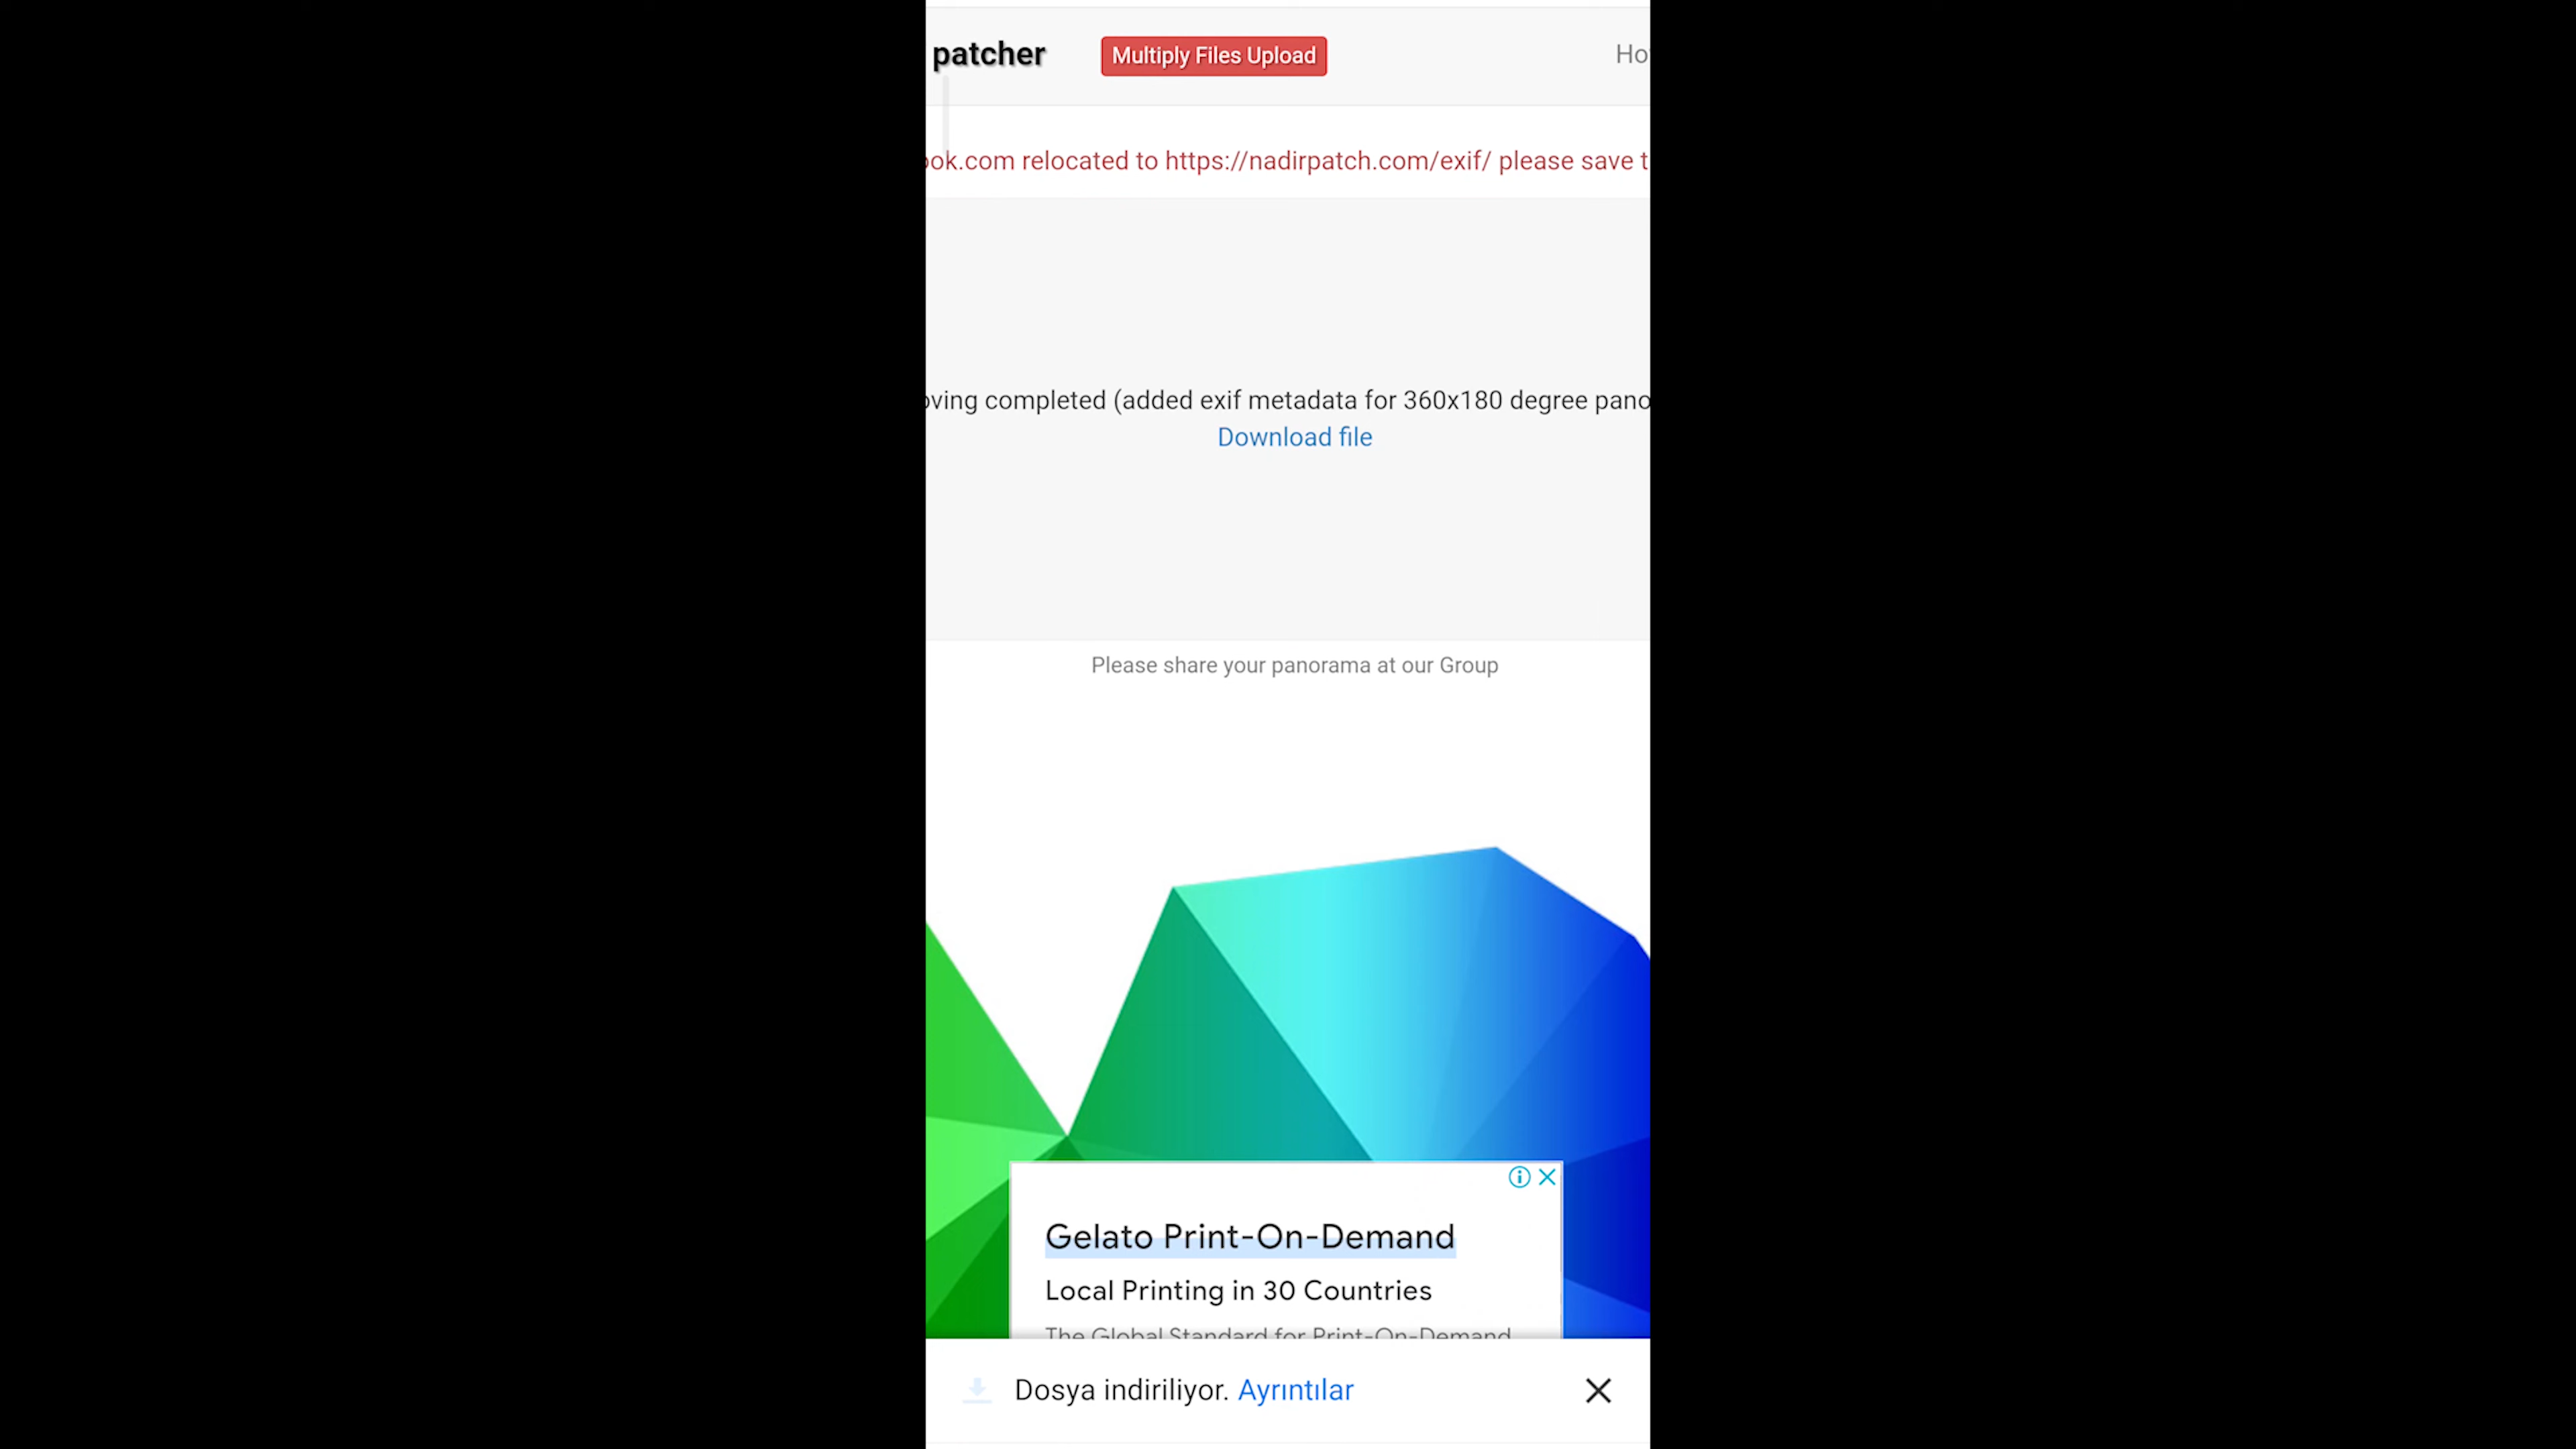 patcher
Multiply Files Upload
Ho
ook.com relocated to https://nadirpatch.com/exif/ please save t
oving completed (added exif metadata for 360x180 degree pano
Download file
Please share your panorama at our Group
Gelato Print-On-Demand
Local Printing in 30 Countries
The Global Standard for Print-On-Demand
Dosya indiriliyor. Ayrıntılar